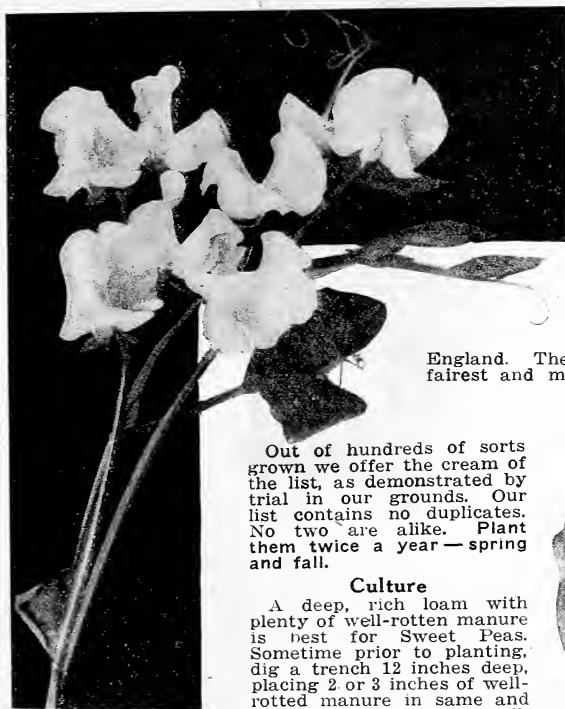 England. The
fairest and m
Out of hundreds of sorts
grown we offer the cream of
the list, as demonstrated by
trial in our grounds. Our
list contains no duplicates.
No two are alike. Plant
them twice a year — spring
and fall.
Culture
A deep, rich loam with
plenty of well-rotten manure
is best for Sweet Peas.
Sometime prior to planting,
dig a trench 12 inches deep,
placing 2 or 3 inches of well-
rotted manure in same and